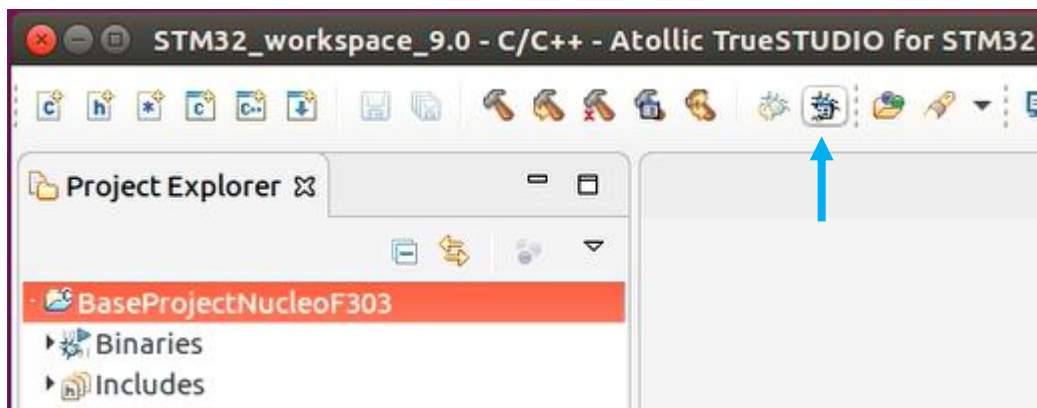 STM32_workspace_9.0 - C/C++ - Atollic TrueSTUDIO for STM32
Project Explorer
BaseProjectNucleoF303
Binaries
Includes